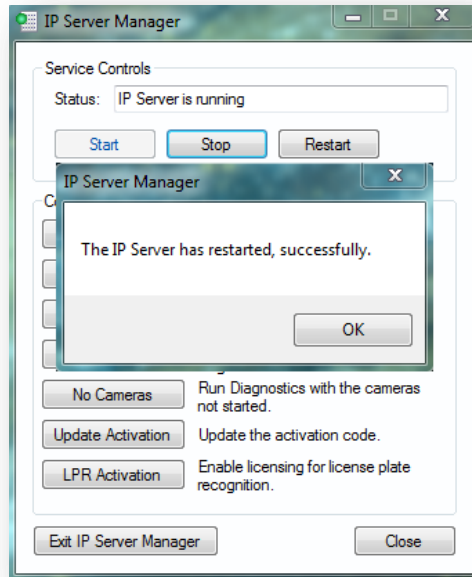 IP Server Manager
Service Controls
Status: IP Server is running
Start Stop Restart
IP Server Manager
The IP Server has restarted, successfully.
OK
No Cameras
Run Diagnostics with the cameras
not started.
Update Activation Update the activation code.
LPR Activation
Enable licensing for license plate
recognition.
Exit IP Server Manager Close